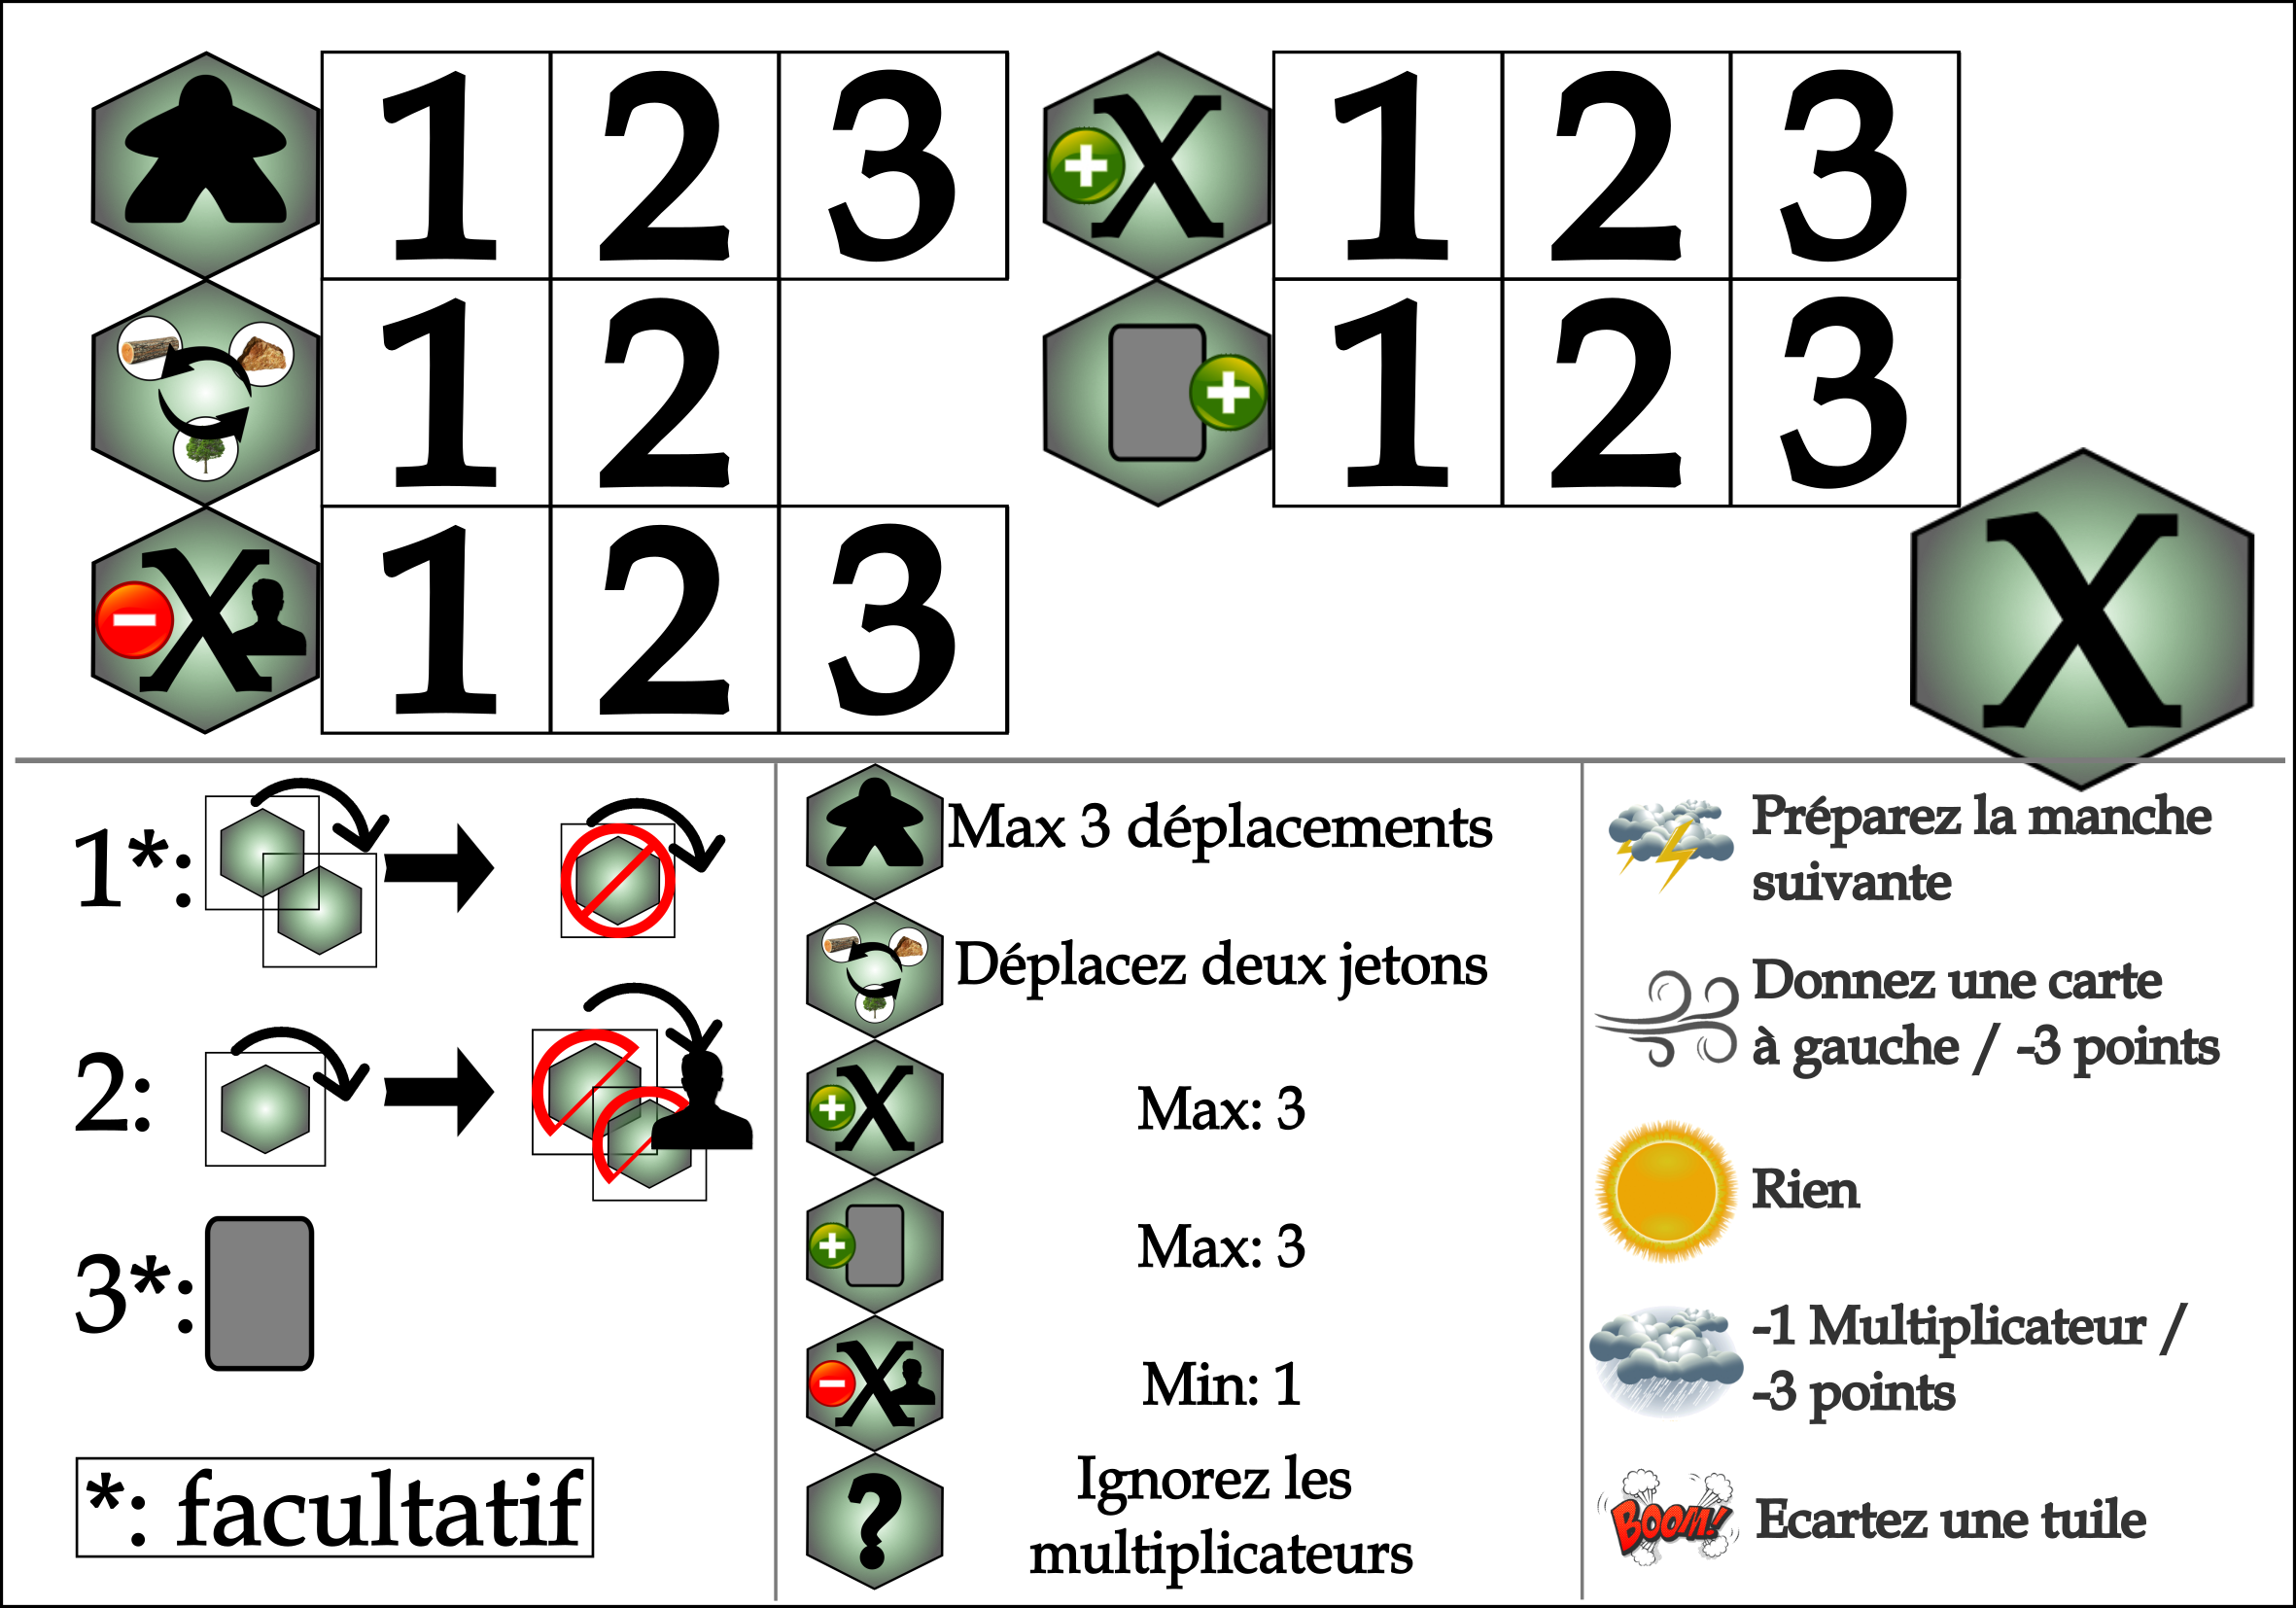 1 2 3
X 1 2 3
1 2
1 2 3
X 1 2 3
X
1*:
2:
3*:
*: facultatif
Max 3 déplacements
Déplacez deux jetons
X Max: 3
Max: 3
X Min: 1
? Ignorez les
multiplicateurs
Préparez la manche
suivante
Donnez une carte
à gauche / -3 points
Rien
-1 Multiplicateur /
-3 points
BOOM! Ecartez une tuile